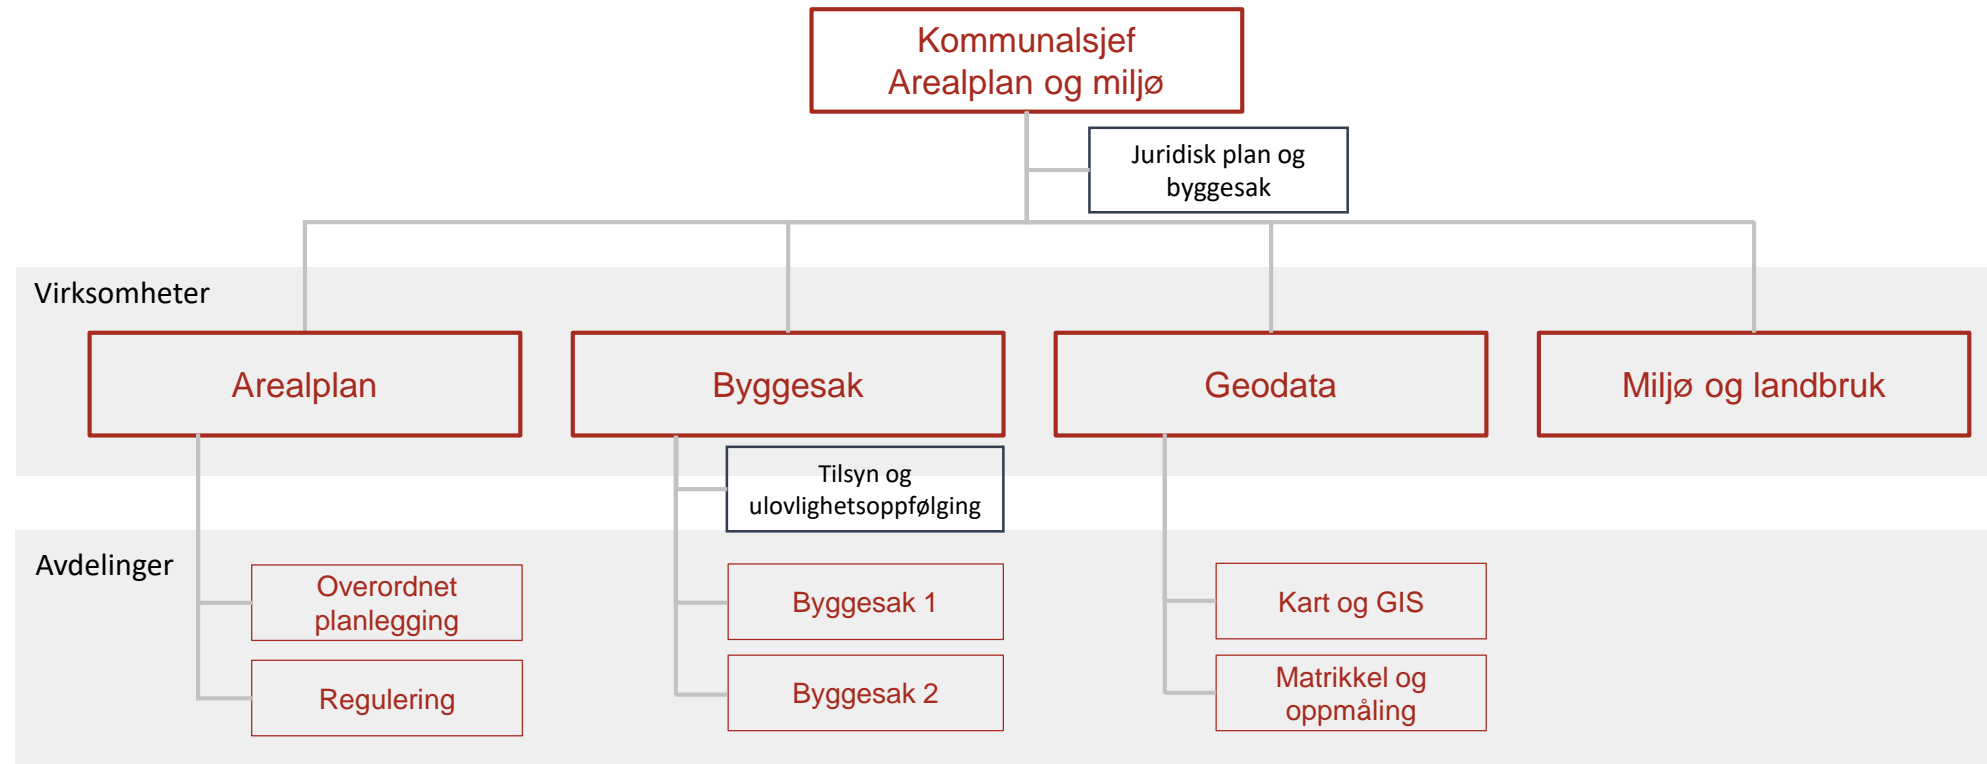 Kommunalsjef
Arealplan og miljø
Juridisk plan og
byggesak
Virksomheter
Arealplan
Byggesak
Geodata
Miljø og landbruk
Tilsyn og
ulovlighetsoppfølging
Avdelinger
Overordnet
planlegging
Byggesak 1
Kart og GIS
Regulering
Byggesak 2
Matrikkel og
oppmåling